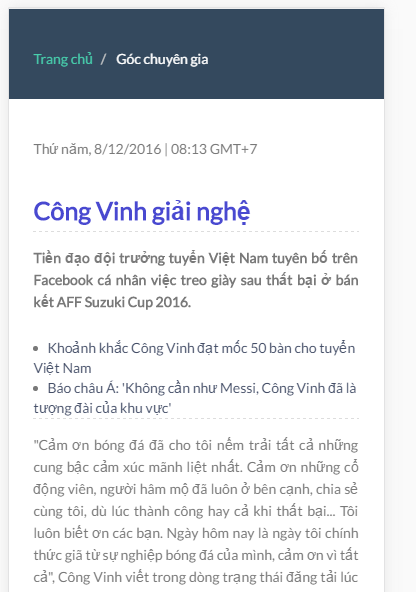 Trang chủ / Góc chuyên gia
Thứ năm, 8/12/2016 | 08:13 GMT+7
Công Vinh giải nghệ
Tiền đạo đội trưởng tuyển Việt Nam tuyên bố trên
Facebook cá nhân việc treo giày sau thất bại ở bán
kết AFF Suzuki Cup 2016.
• Khoảnh khắc Công Vinh đạt mốc 50 bàn cho tuyển
Việt Nam
• Báo châu Á: 'Không cần như Messi, Công Vinh đã là
tượng đài của khu vực'
"Cảm ơn bóng đá đã cho tôi nếm trải tất cả những
cung bậc cảm xúc mãnh liệt nhất. Cảm ơn những cổ
động viên, người hâm mộ đã luôn ở bên cạnh, chia sẻ
cùng tôi, dù lúc thành công hay cả khi thất bại... Tôi
luôn biết ơn các bạn. Ngày hôm nay là ngày tôi chính
thức giã từ sự nghiệp bóng đá của mình, cảm ơn vì tất
cả", Công Vinh viết trong dòng trạng thái đăng tải lúc